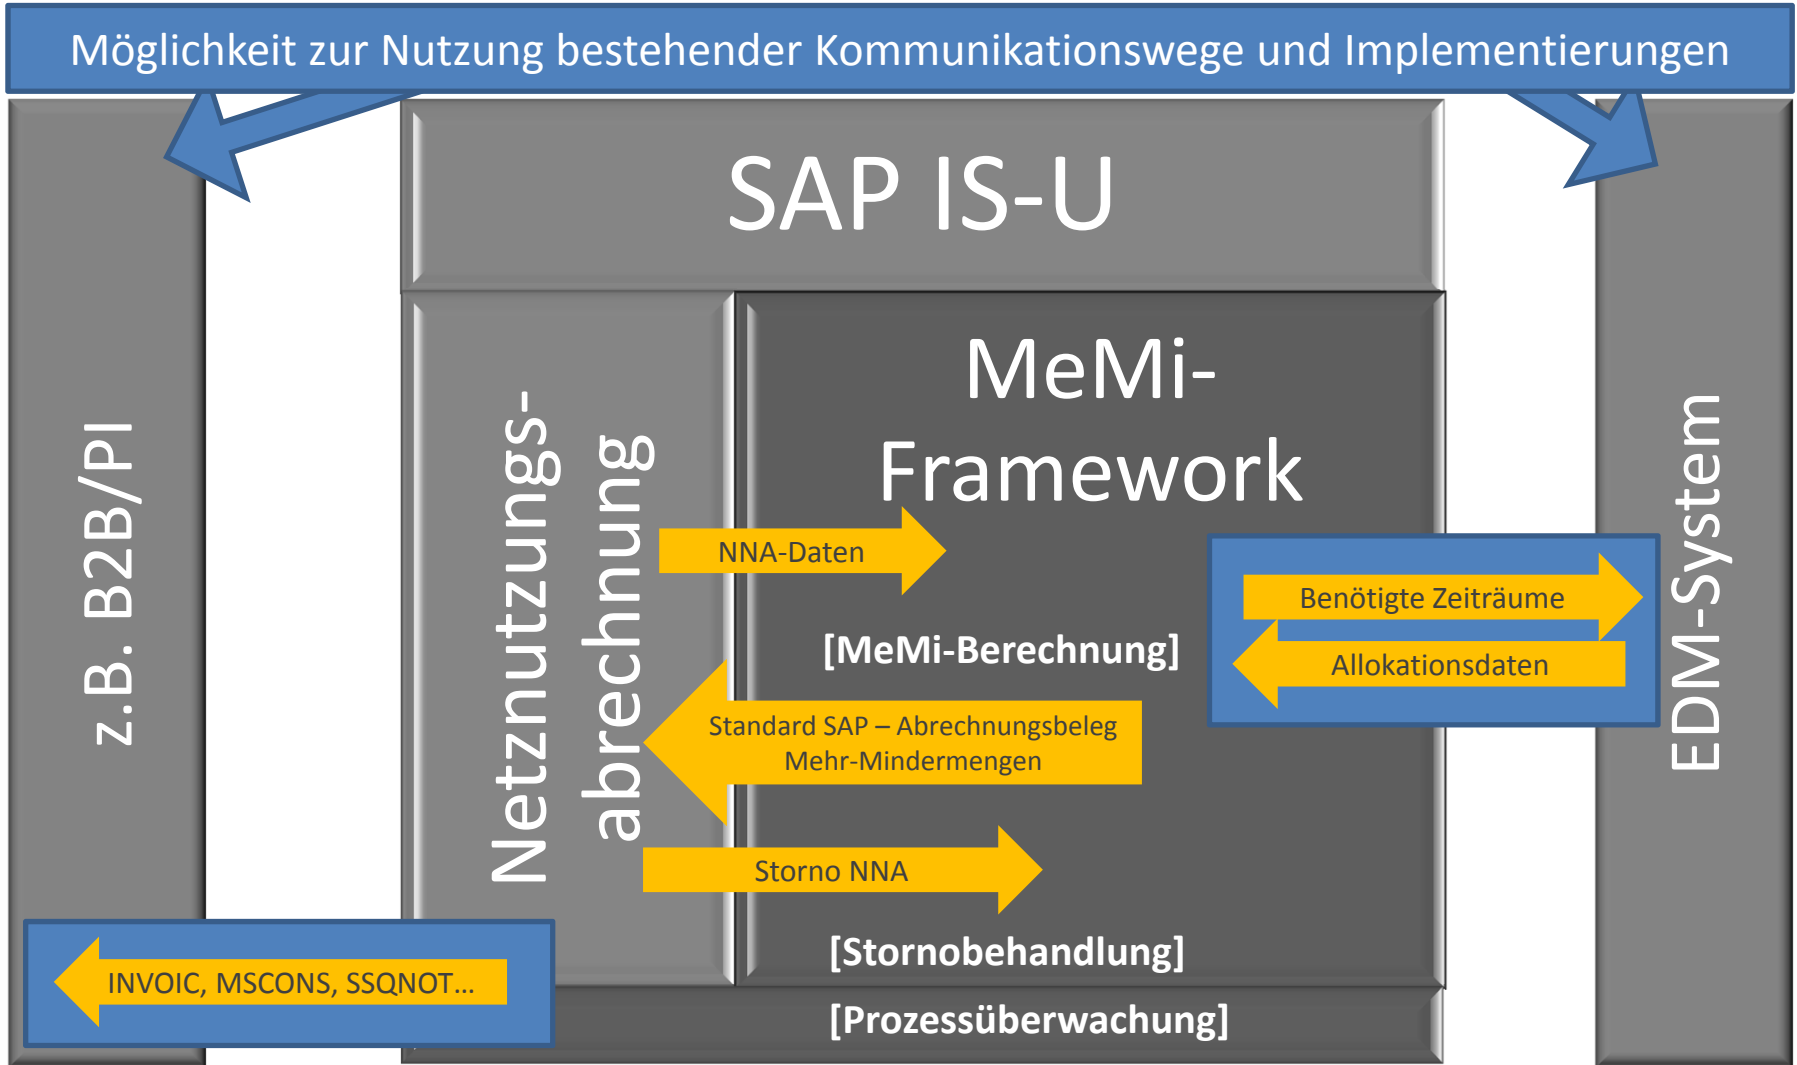 Möglichkeit zur Nutzung bestehender Kommunikationswege und Implementierungen
SAP IS-U
z.B. B2B/PI
Netznutzungs-
abrechnung
MeMi-
Framework
EDM-System
NNA-Daten
Benötigte Zeiträume
[MeMi-Berechnung]
Allokationsdaten
Standard SAP – Abrechnungsbeleg
Mehr-Mindermengen
Storno NNA
[Stornobehandlung]
INVOIC, MSCONS, SSQNOT...
[Prozessüberwachung]